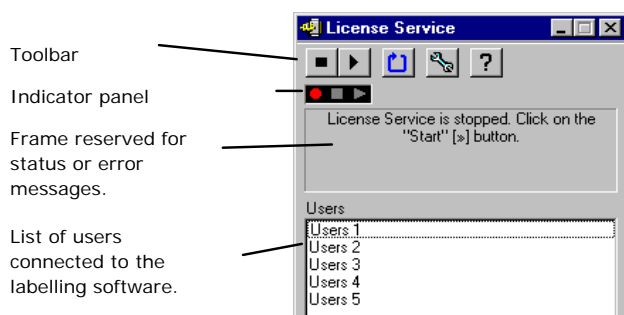 License Service
Toolbar
?
Indicator panel
License Service is stopped. Click on the
"Start" [»] button.
Frame reserved for
status or error
messages.
Users
Users 1
Users 2
Users 3
Users 4
Users 5
List of users
connected to the
labelling software.